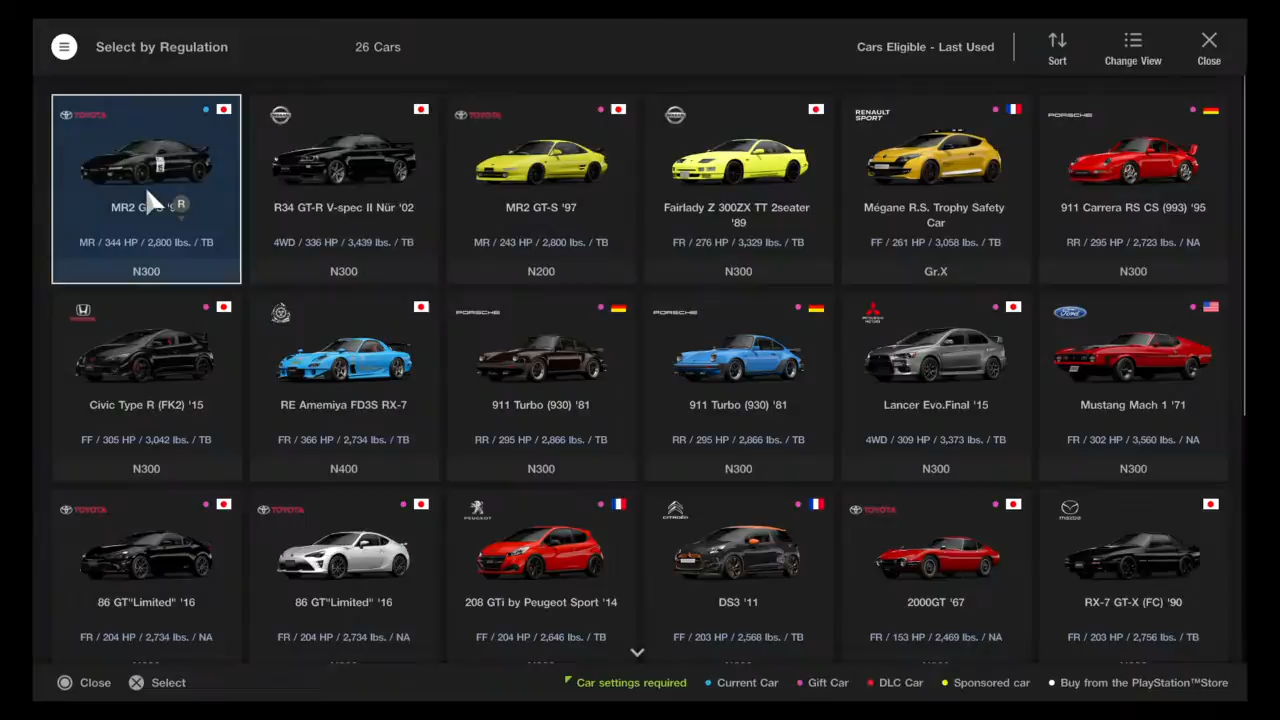 Select by Regulation
26 Cars
Cars Eligible - Last Used
Sort
Change View
Close
TOYOTA
TOYOTA
RENAULT SPORT
PORSCHE
MR2 G
R34 GT-R V-spec II Nür '02
MR2 GT-S '97
Fairlady Z 300ZX TT 2seater '89
Mégane R.S. Trophy Safety Car
911 Carrera RS CS (993) '95
R
MR / 344 HP / 2,800 lbs. / TB
4WD / 336 HP / 3,439 lbs. / TB
MR / 243 HP / 2,800 lbs. / TB
FR / 276 HP / 3,329 lbs. / TB
FF / 261 HP / 3,058 lbs. / TB
RR / 295 HP / 2,723 lbs. / NA
N300
N300
N200
N300
Gr.X
N300
HONDA
PORSCHE
PORSCHE
MITSUBISHI MOTORS
Ford
Civic Type R (FK2) '15
RE Amemiya FD3S RX-7
911 Turbo (930) '81
911 Turbo (930) '81
Lancer Evo.Final '15
Mustang Mach 1 '71
FF / 305 HP / 3,042 lbs. / TB
FR / 366 HP / 2,734 lbs. / TB
RR / 295 HP / 2,866 lbs. / TB
RR / 295 HP / 2,866 lbs. / TB
4WD / 309 HP / 3,373 lbs. / TB
FR / 302 HP / 3,560 lbs. / NA
N300
N400
N300
N300
N300
N300
TOYOTA
TOYOTA
PEUGEOT
CITROËN
TOYOTA
mazda
86 GT"Limited" '16
86 GT"Limited" '16
208 GTi by Peugeot Sport '14
DS3 '11
2000GT '67
RX-7 GT-X (FC) '90
FR / 204 HP / 2,734 lbs. / NA
FR / 204 HP / 2,734 lbs. / NA
FF / 204 HP / 2,646 lbs. / TB
FF / 203 HP / 2,568 lbs. / TB
FR / 153 HP / 2,469 lbs. / NA
FR / 203 HP / 2,756 lbs. / TB
Close
Select
Car settings required
Current Car
Gift Car
DLC Car
Sponsored car
Buy from the PlayStation™Store